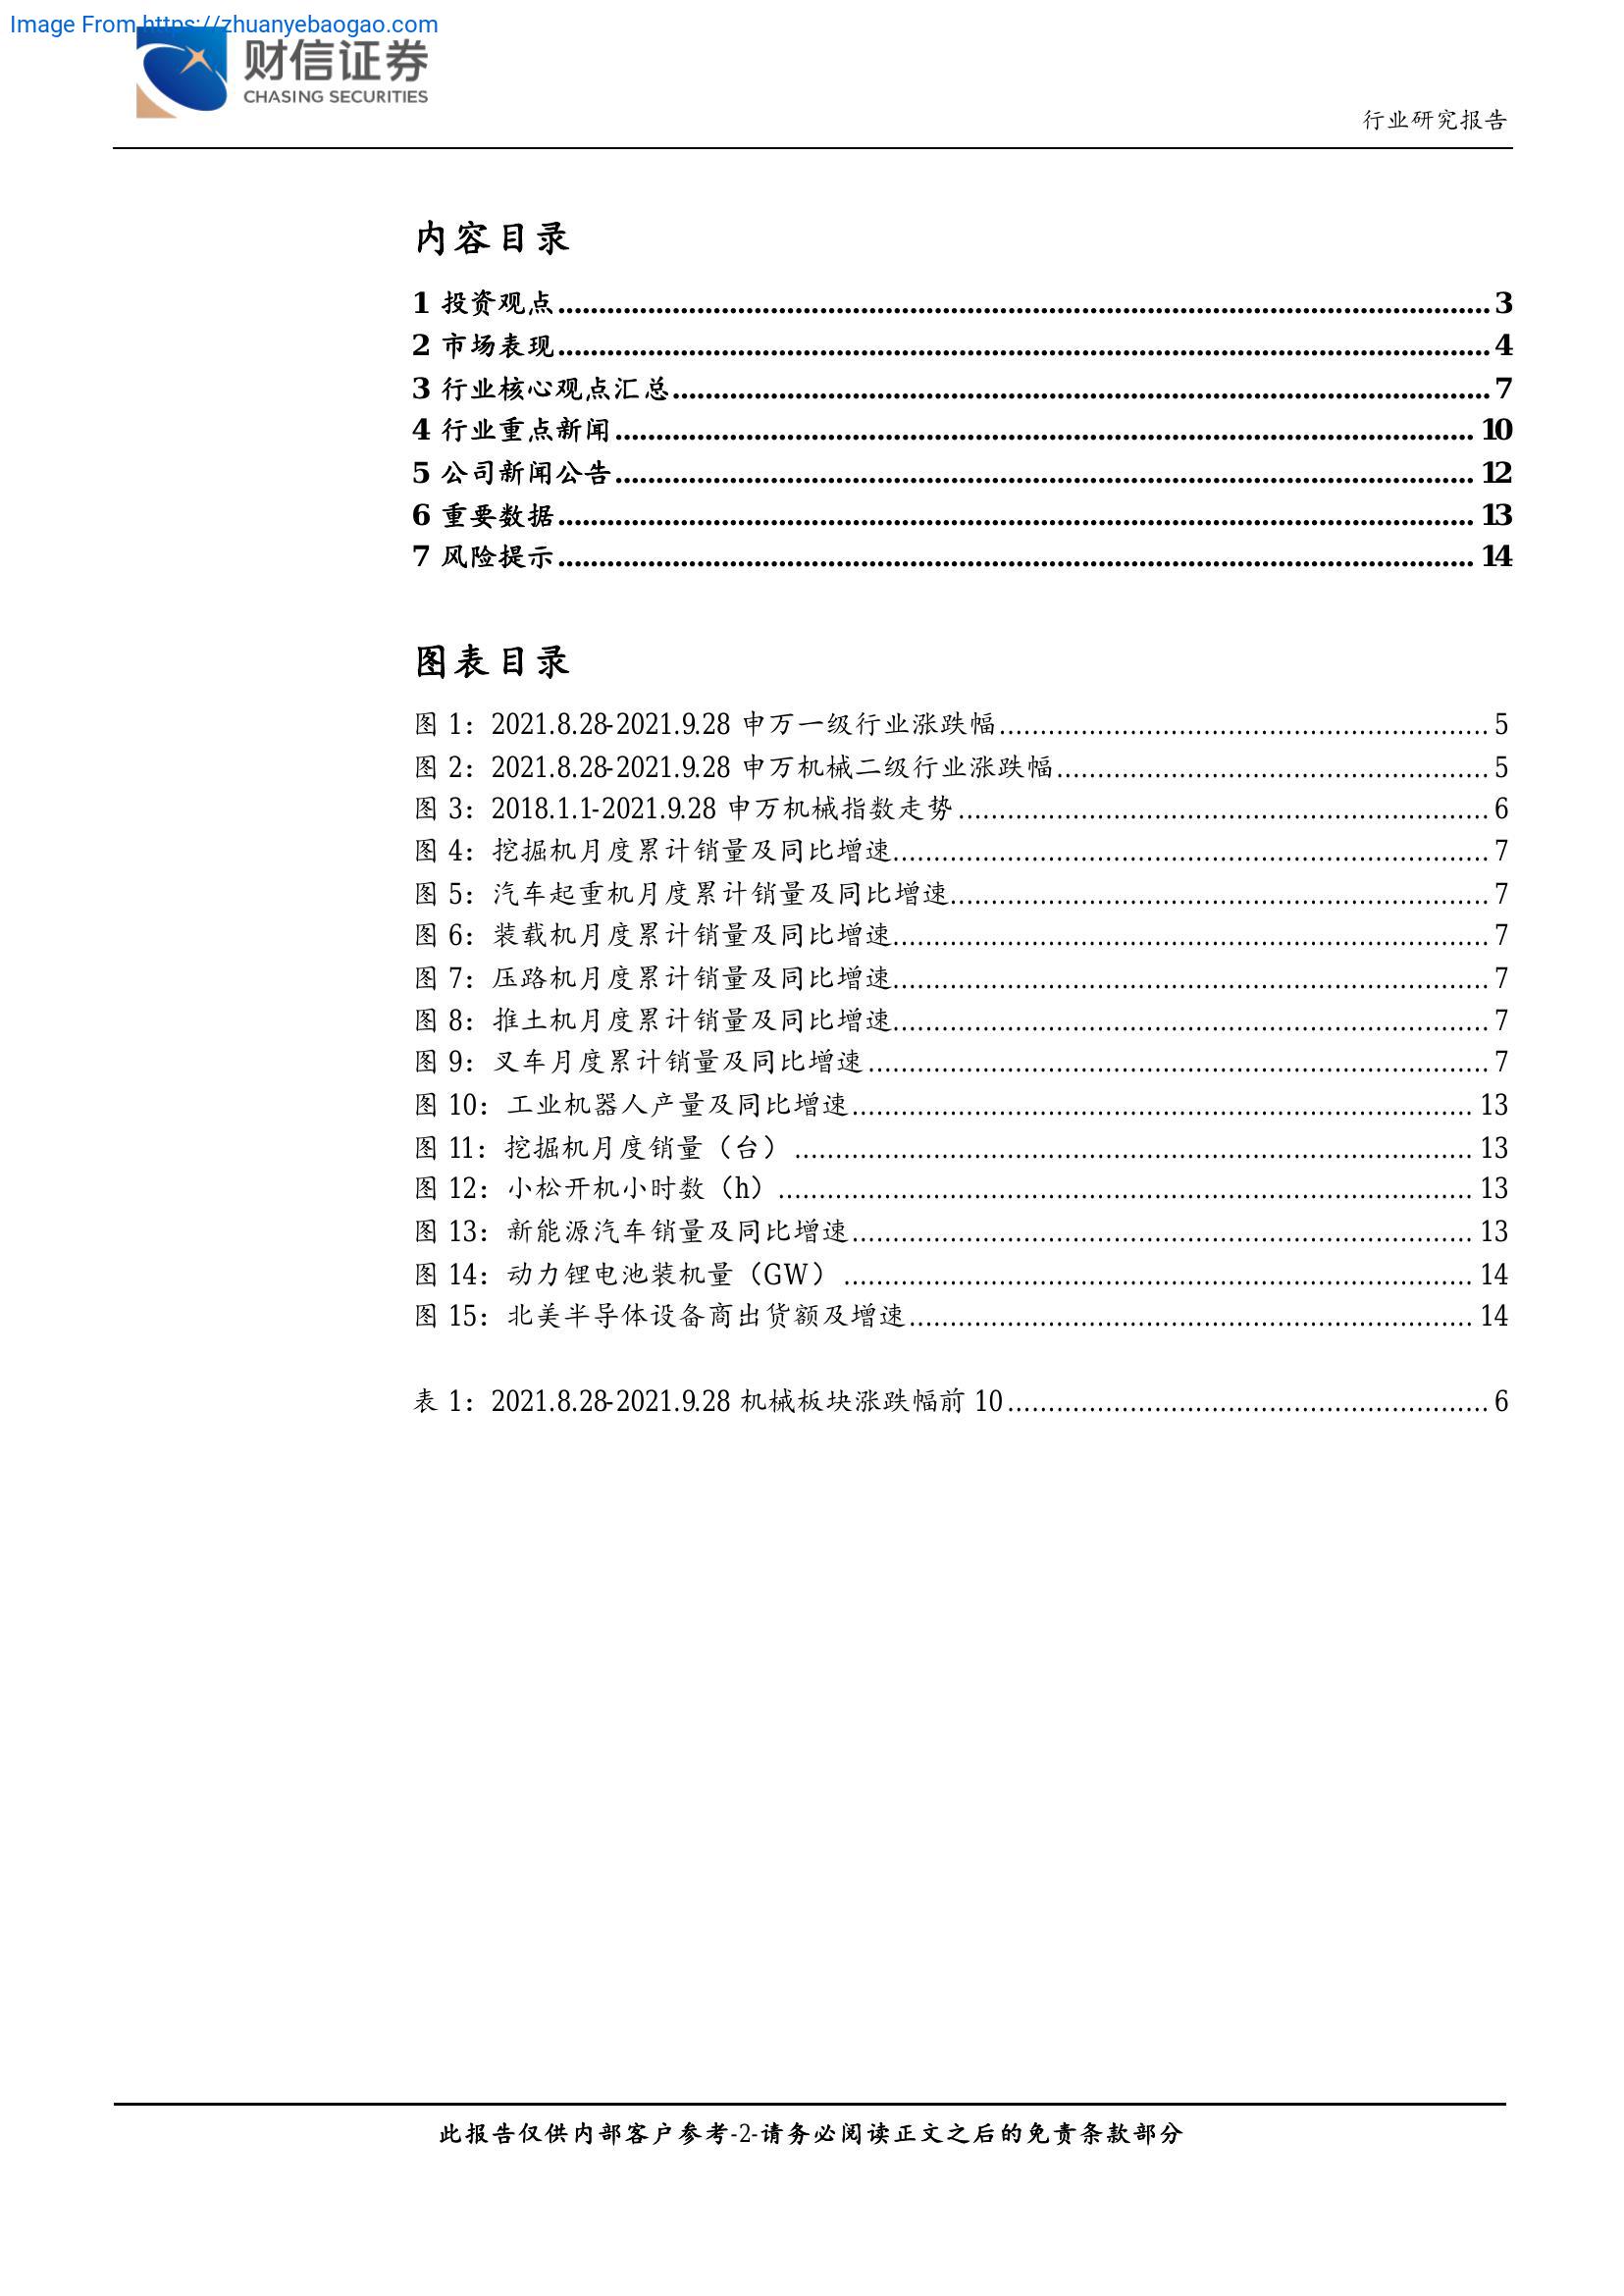 Image From https://zhuanyebaogao.com
财信证券
CHASING SECURITIES
行业研究报告
内容目录
1 投资观点........................................ 3
2 市场表现........................................ 4
3 行业核心观点汇总........................................ 7
4 行业重点新闻........................................ 10
5 公司新闻公告........................................ 12
6 重要数据........................................ 13
7 风险提示........................................ 14
图表目录
图 1：2021.8.28-2021.9.28 申万一级行业涨跌幅........................................ 5
图 2：2021.8.28-2021.9.28 申万机械二级行业涨跌幅........................................ 5
图 3：2018.1.1-2021.9.28 申万机械指数走势........................................ 6
图 4：挖掘机月度累计销量及同比增速........................................ 7
图 5：汽车起重机月度累计销量及同比增速........................................ 7
图 6：装载机月度累计销量及同比增速........................................ 7
图 7：压路机月度累计销量及同比增速........................................ 7
图 8：推土机月度累计销量及同比增速........................................ 7
图 9：叉车月度累计销量及同比增速........................................ 7
图 10：工业机器人产量及同比增速........................................ 13
图 11：挖掘机月度销量（台）........................................ 13
图 12：小松开机小时数（h）........................................ 13
图 13：新能源汽车销量及同比增速........................................ 13
图 14：动力锂电池装机量（GW）........................................ 14
图 15：北美半导体设备商出货额及增速........................................ 14
表 1：2021.8.28-2021.9.28 机械板块涨跌幅前 10........................................ 6
此报告仅供内部客户参考-2-请务必阅读正文之后的免责条款部分